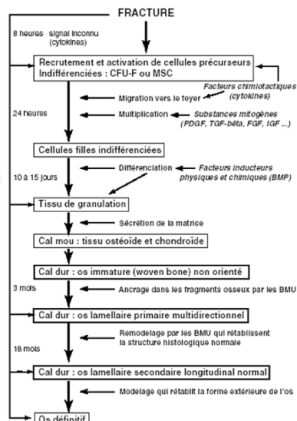 FRACTURE
8 heures signal inconnu
(cytokines)
Recrutement et activation de cellules précurseurs
Indifférenciées : CFU-F ou MSC
Facteurs chimiotactiques
(cytokines)
Migration vers le foyer
24 heures
Multiplication
Substances mitogènes
(PDGF, TGF-bêta, FGF, IGF ...)
Cellules filles indifférenciées
Différenciation
Facteurs inducteurs
physiques et chimiques (BMP)
10 à 15 jours
Tissu de granulation
Sécrétion de la matrice
Cal mou : tissu ostéoïde et chondroïde
Cal dur : os immature (woven bone) non orienté
3 mois
Ancrage dans les fragments osseux par les BMU
Cal dur : os lamellaire primaire multidirectionnel
Remodelage par les BMU qui rétablissent
la structure histologique normale
18 mois
Cal dur : os lamellaire secondaire longitudinal normal
Modelage qui rétablit la forme extérieure de l'os
Os définitif